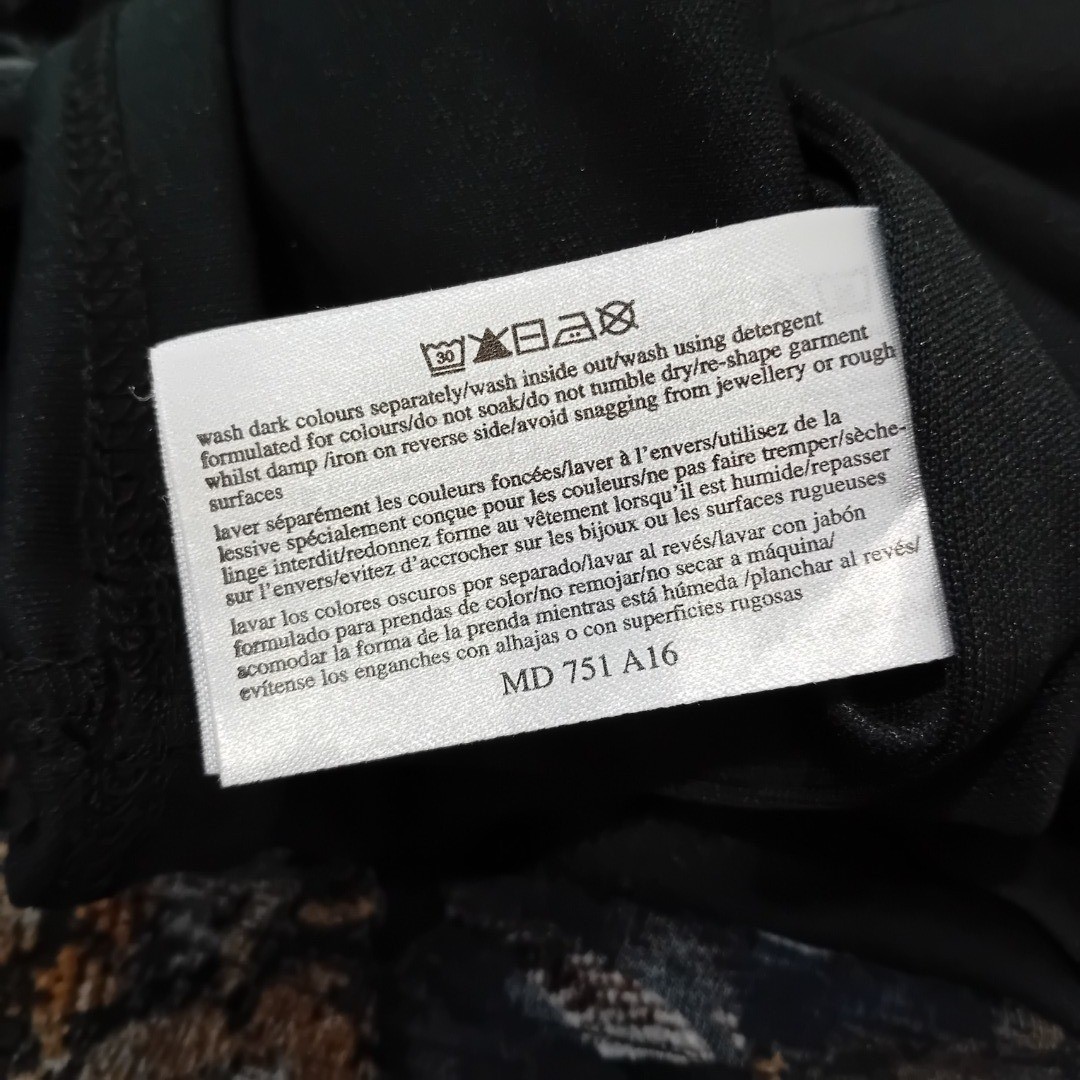 30
wash dark colours separately/wash inside out/wash using detergent
formulated for colours/do not soak/do not tumble dry/re-shape garment
whilst damp /iron on reverse side/avoid snagging from jewellery or rough
surfaces
laver séparément les couleurs foncées/laver à l'envers/utilisez de la
lessive spécialement conçue pour les couleurs/ne pas faire tremper/sèche-
linge interdit/redonnez forme au vêtement lorsqu'il est humide/repasser
sur l'envers/evitez d'accrocher sur les bijoux ou les surfaces rugueuses
lavar los colores oscuros por separado/lavar al revés/lavar con jabón
formulado para prendas de color/no remojar/no secar a máquina/
acomodar la forma de la prenda mientras está húmeda /planchar al revés/
evítense los enganches con alhajas o con superficies rugosas
MD 751 A16